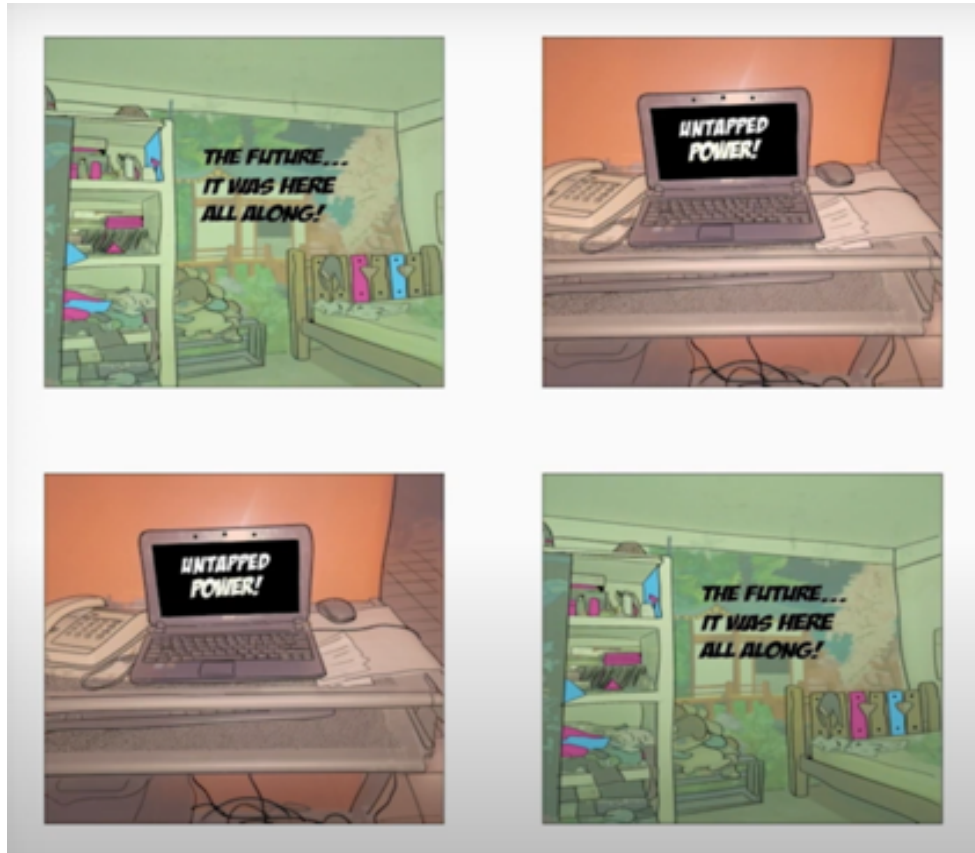 THE FUTURE...
IT WAS HERE
ALL ALONG!
UNTAPPED
POWER!
UNTAPPED
POWER!
THE FUTURE...
IT WAS HERE
ALL ALONG!